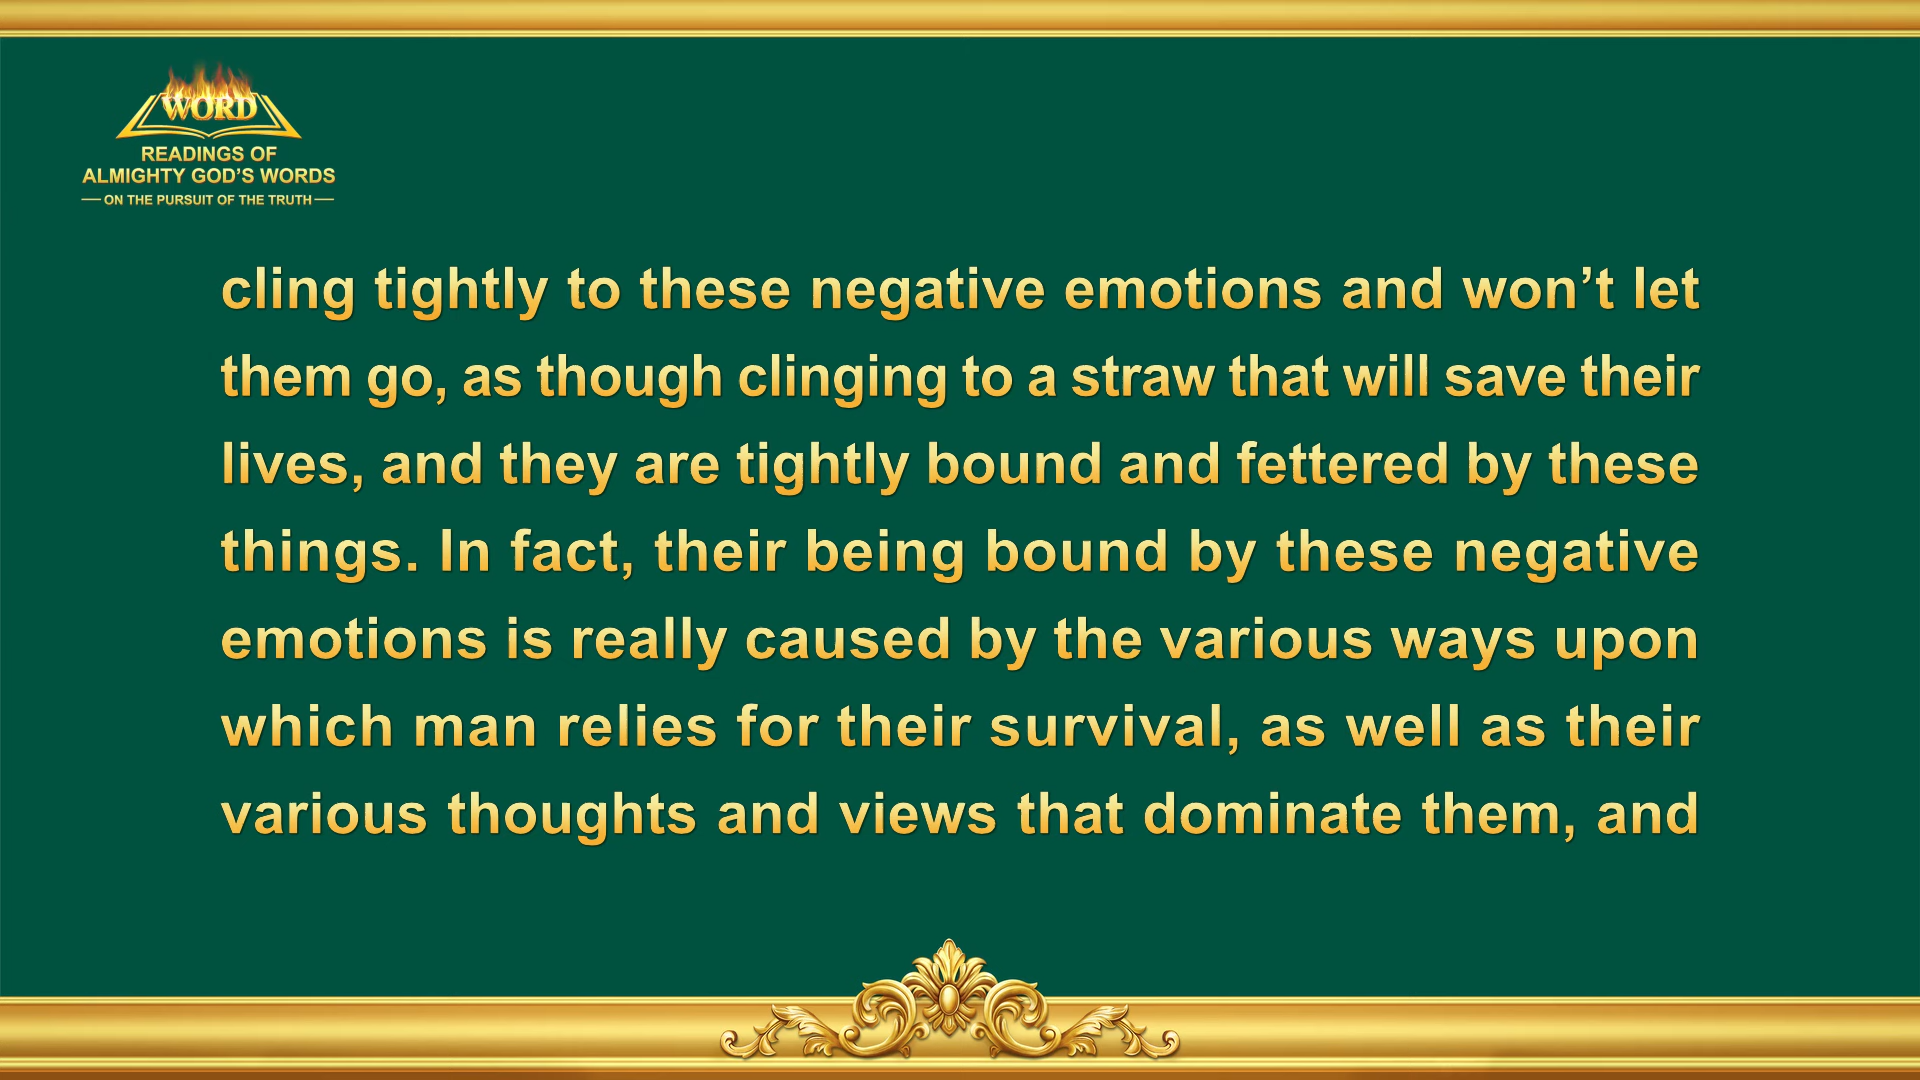 WORD
READINGS OF
ALMIGHTY GOD'S WORDS
— ON THE PURSUIT OF THE TRUTH —
cling tightly to these negative emotions and won’t let
them go, as though clinging to a straw that will save their
lives, and they are tightly bound and fettered by these
things. In fact, their being bound by these negative
emotions is really caused by the various ways upon
which man relies for their survival, as well as their
various thoughts and views that dominate them, and